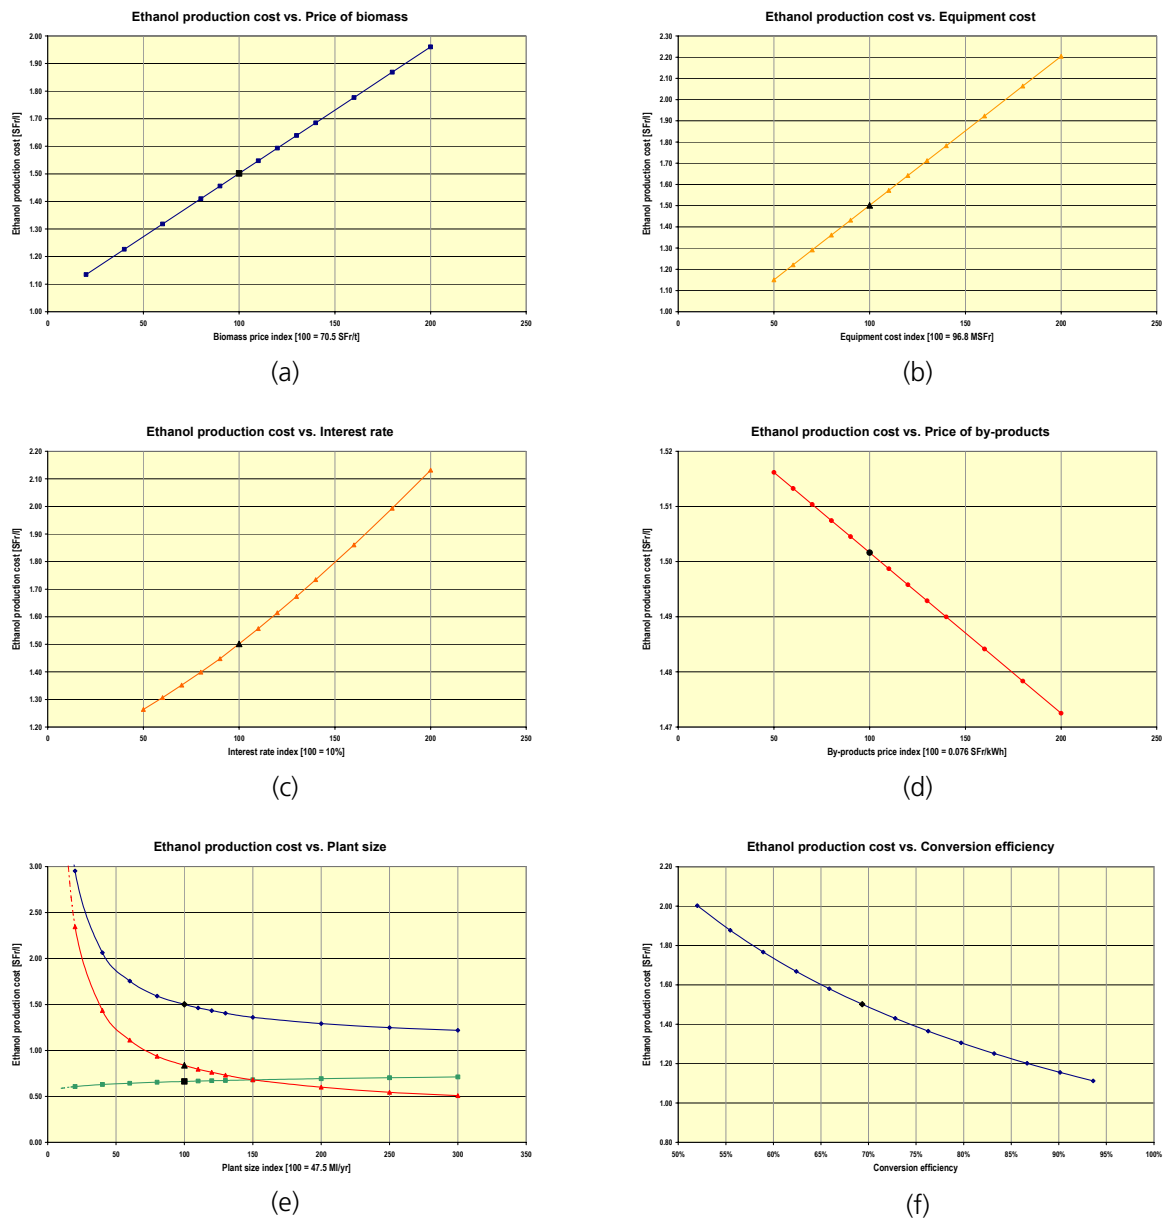 Ethanol production cost vs. Price of biomass
2.00
1.90
1.80
1.70
1.60
1.50
1.40
1.30
1.20
1.10
1.00
Ethanol production cost [SFr/l]
0 50 100 150 200 250
Biomass price index [100 = 70.5 SFr/t]
(a)
Ethanol production cost vs. Equipment cost
2.30
2.20
2.10
2.00
1.90
1.80
1.70
1.60
1.50
1.40
1.30
1.20
1.10
1.00
Ethanol production cost [SFr/l]
0 50 100 150 200 250
Equipment cost index [100 = 96.8 MSFr]
(b)
Ethanol production cost vs. Interest rate
2.20
2.10
2.00
1.90
1.80
1.70
1.60
1.50
1.40
1.30
1.20
Ethanol production cost [SFr/l]
0 50 100 150 200 250
Interest rate index [100 = 10%]
(c)
Ethanol production cost vs. Price of by-products
1.52
1.51
1.50
1.49
1.48
1.47
Ethanol production cost [SFr/l]
0 50 100 150 200 250
By-products price index [100 = 0.076 SFr/kWh]
(d)
Ethanol production cost vs. Plant size
3.00
2.50
2.00
1.50
1.00
0.50
0.00
Ethanol production cost [SFr/l]
0 50 100 150 200 250 300 350
Plant size index [100 = 47.5 Ml/yr]
(e)
Ethanol production cost vs. Conversion efficiency
2.20
2.00
1.80
1.60
1.40
1.20
1.00
0.80
Ethanol production cost [SFr/l]
50% 55% 60% 65% 70% 75% 80% 85% 90% 95% 100%
Conversion efficiency
(f)